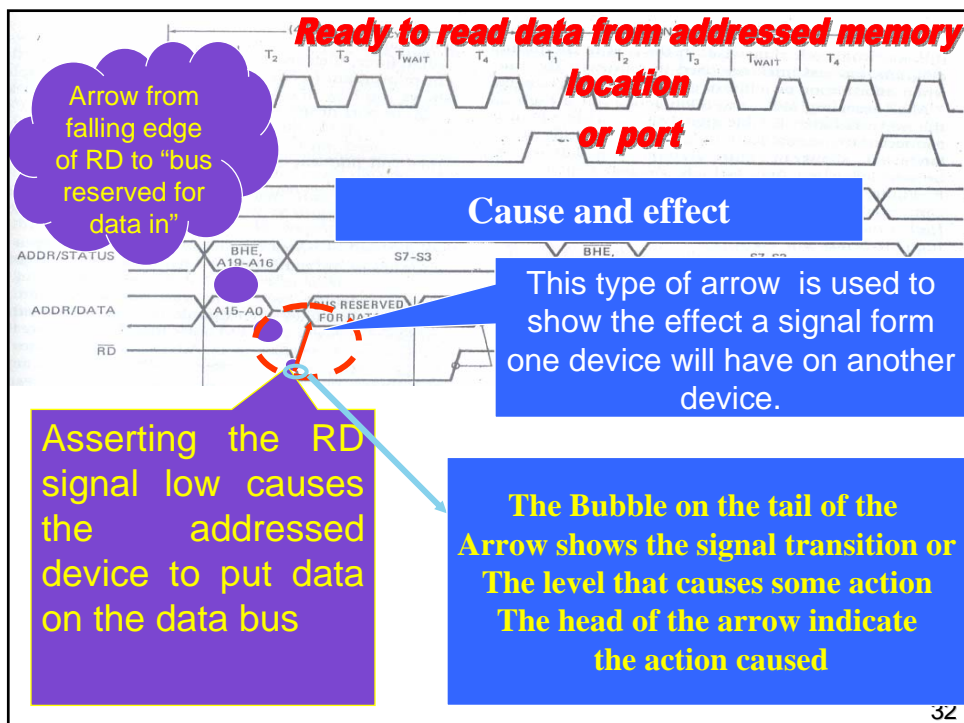 Ready to read data from addressed memory
location
or port
T2 T3 TWAIT T4 T1 T2 T3 TWAIT T4
Arrow from
falling edge
of RD to “bus
reserved for
data in”
Cause and effect
ADDR/STATUS
BHE,
A19-A16
S7-S3
BHE,
ADDR/DATA
A15-A0
BUS RESERVED
FOR DATA
RD
This type of arrow is used to
show the effect a signal form
one device will have on another
device.
Asserting the RD
signal low causes
the addressed
device to put data
on the data bus
The Bubble on the tail of the
Arrow shows the signal transition or
The level that causes some action
The head of the arrow indicate
the action caused
32